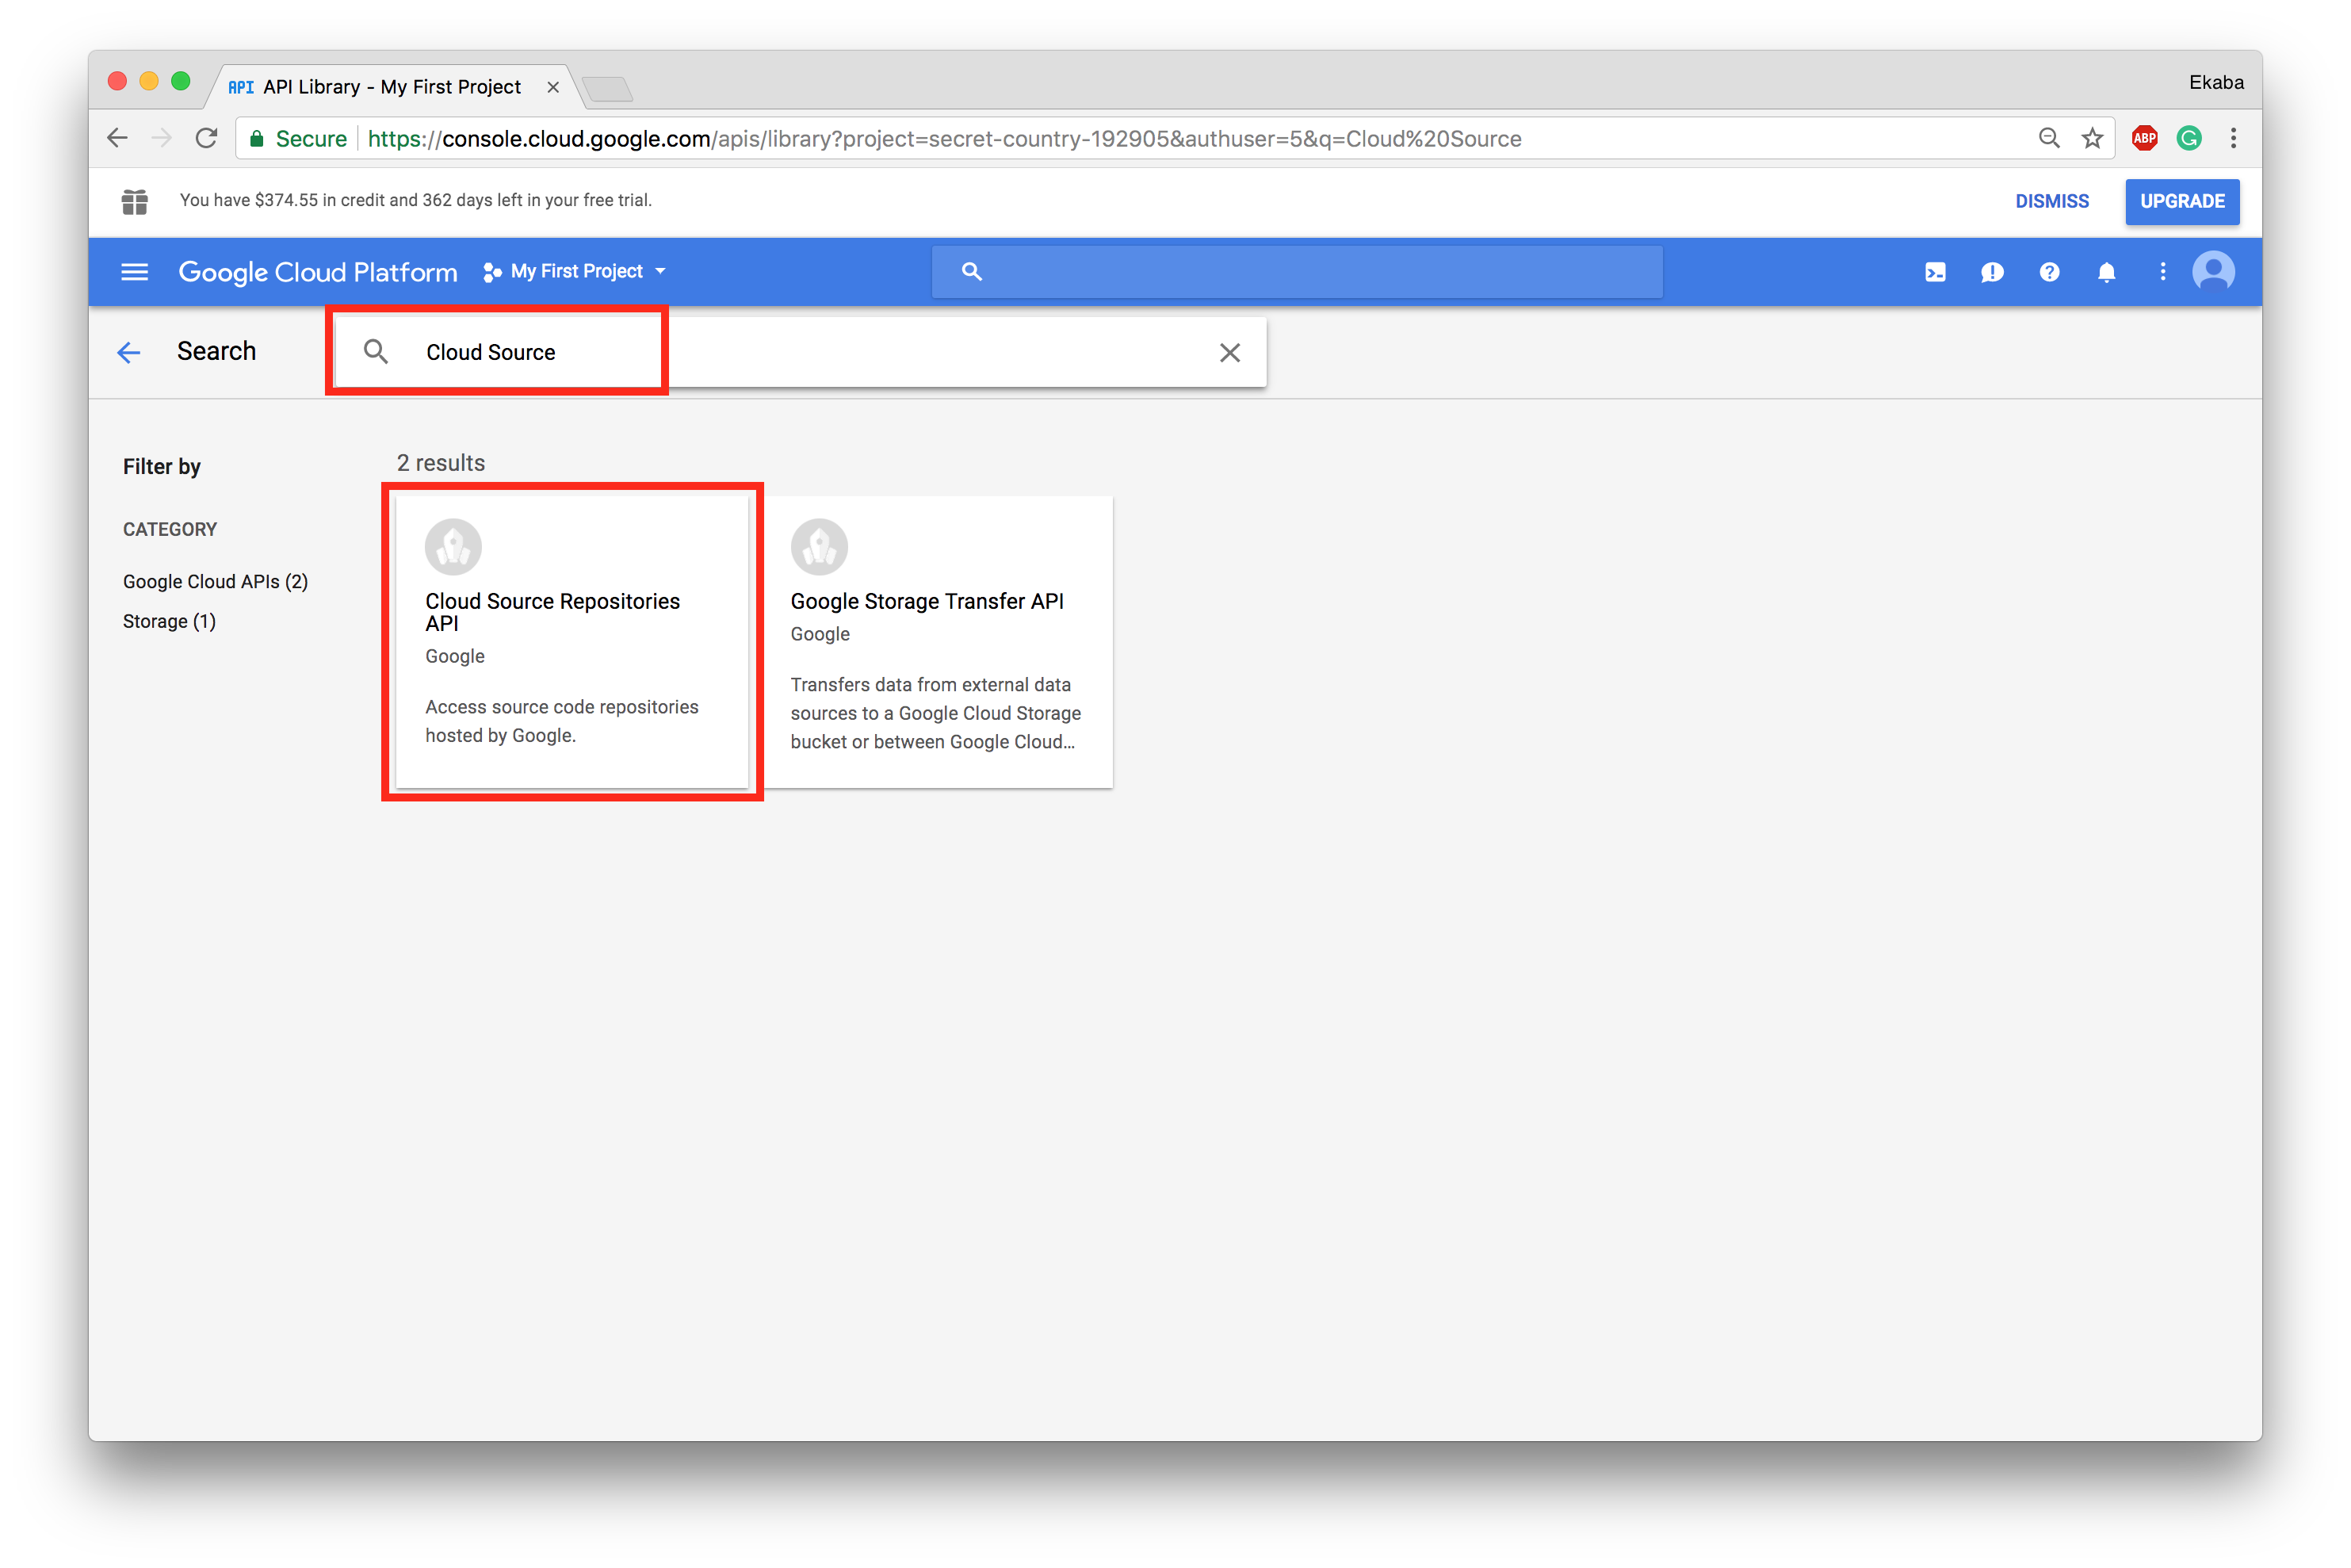 API API Library - My First Project
Ekaba
Secure https://console.cloud.google.com/apis/library?project=secret-country-192905&authuser=5&q=Cloud%20Source
ABP
G
You have $374.55 in credit and 362 days left in your free trial.
DISMISS
UPGRADE
Google Cloud Platform
My First Project
Search
Cloud Source
Filter by
CATEGORY
Google Cloud APIs (2)
Storage (1)
2 results
Cloud Source Repositories
API
Google
Access source code repositories
hosted by Google.
Google Storage Transfer API
Google
Transfers data from external data
sources to a Google Cloud Storage
bucket or between Google Cloud...